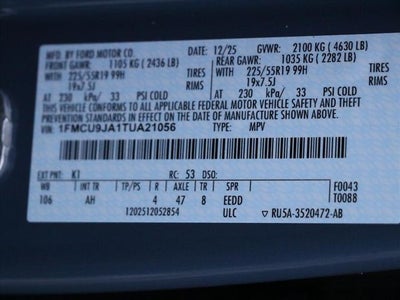 MFD. BY FORD MOTOR CO. 12/25 GVWR: 2100 KG (4630 LB)
FRONT GAWR: 1105 KG (2436 LB) REAR GAWR: 1035 KG (2282 LB)
WITH 225/55R19 99H TIRES WITH 225/55R19 99H TIRES
19x7.5J RIMS 19x7.5J RIMS
AT 230 kPa/ 33 PSI COLD AT 230 kPa/ 33 PSI COLD
THIS VEHICLE CONFORMS TO ALL APPLICABLE FEDERAL MOTOR VEHICLE SAFETY, BUMPER, AND THEFT
PREVENTION STANDARDS IN EFFECT ON THE DATE OF MANUFACTURE SHOWN ABOVE.
VIN: 1FMCU9JA1TUA21056 TYPE: MPV
EXT PNT: K1 RC: 53 DSO:
WB INT TR TP/PS R AXLE TR SPR F0043
106 AH 4 47 8 EEDD T0088
1202512052854 ULC RU5A-3520472-AB